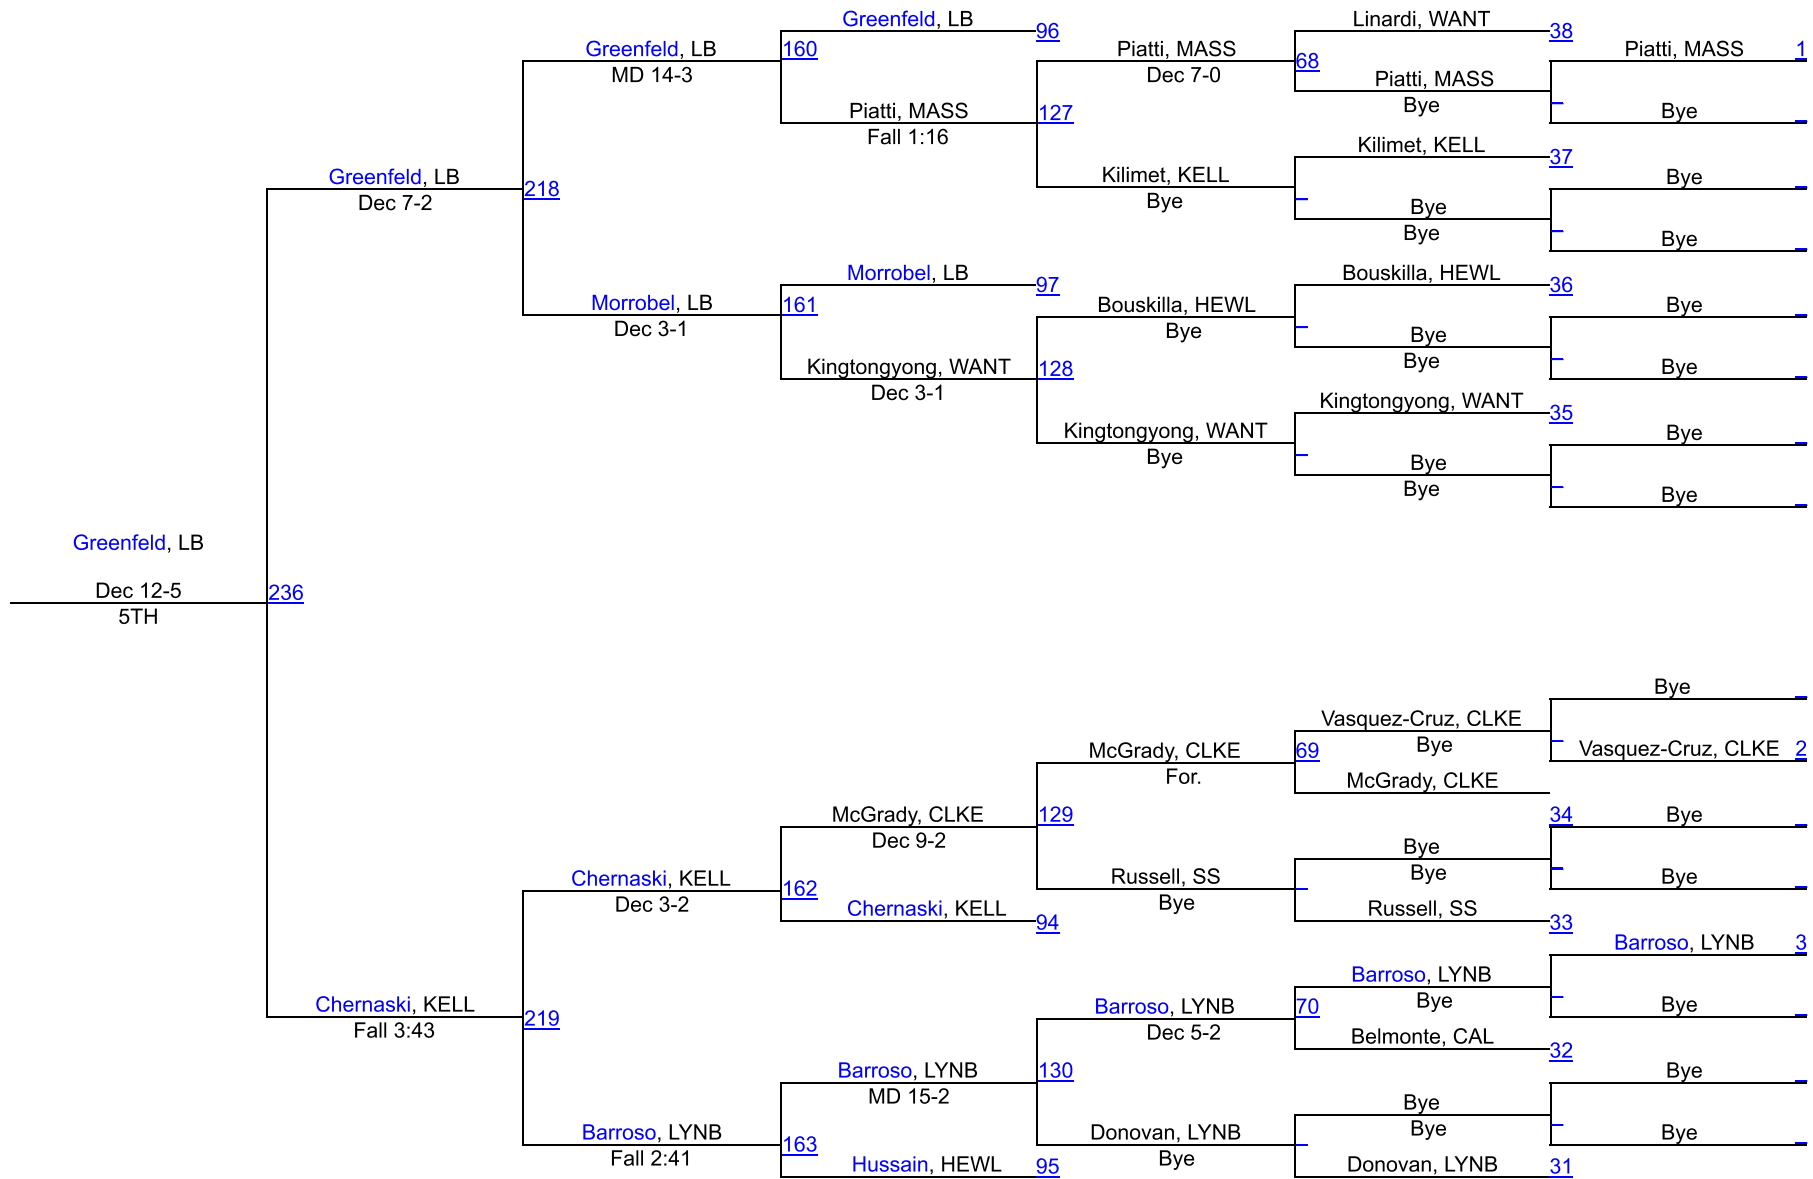 Greenfeld, LB
96
Linardi, WANT
38
Greenfeld, LB
160
Piatti, MASS
Piatti, MASS
1
MD 14-3
Dec 7-0
68
Piatti, MASS
Bye
Piatti, MASS
127
Bye
Fall 1:16
Kilimet, KELL
37
Greenfeld, LB
218
Kilimet, KELL
Bye
Dec 7-2
Bye
Bye
Bye
Bye
Morrobel, LB
97
Bouskilla, HEWL
36
Morrobel, LB
161
Bouskilla, HEWL
Bye
Dec 3-1
Bye
Bye
Bye
Kingtongyong, WANT
128
Bye
Dec 3-1
Kingtongyong, WANT
35
Kingtongyong, WANT
Bye
Bye
Bye
Bye
Bye
Greenfeld, LB
Dec 12-5
236
5TH
Bye
Vasquez-Cruz, CLKE
McGrady, CLKE
69
Bye
Vasquez-Cruz, CLKE
2
For.
McGrady, CLKE
McGrady, CLKE
129
34
Bye
Dec 9-2
Bye
Chernaski, KELL
162
Russell, SS
Bye
Bye
Dec 3-2
Bye
Chernaski, KELL
94
Russell, SS
33
Barroso, LYNB
3
Barroso, LYNB
Chernaski, KELL
219
Barroso, LYNB
70
Bye
Bye
Fall 3:43
Dec 5-2
Belmonte, CAL
32
Barroso, LYNB
130
Bye
MD 15-2
Bye
Barroso, LYNB
163
Donovan, LYNB
Bye
Bye
Fall 2:41
Bye
Hussain, HEWL
95
Donovan, LYNB
31